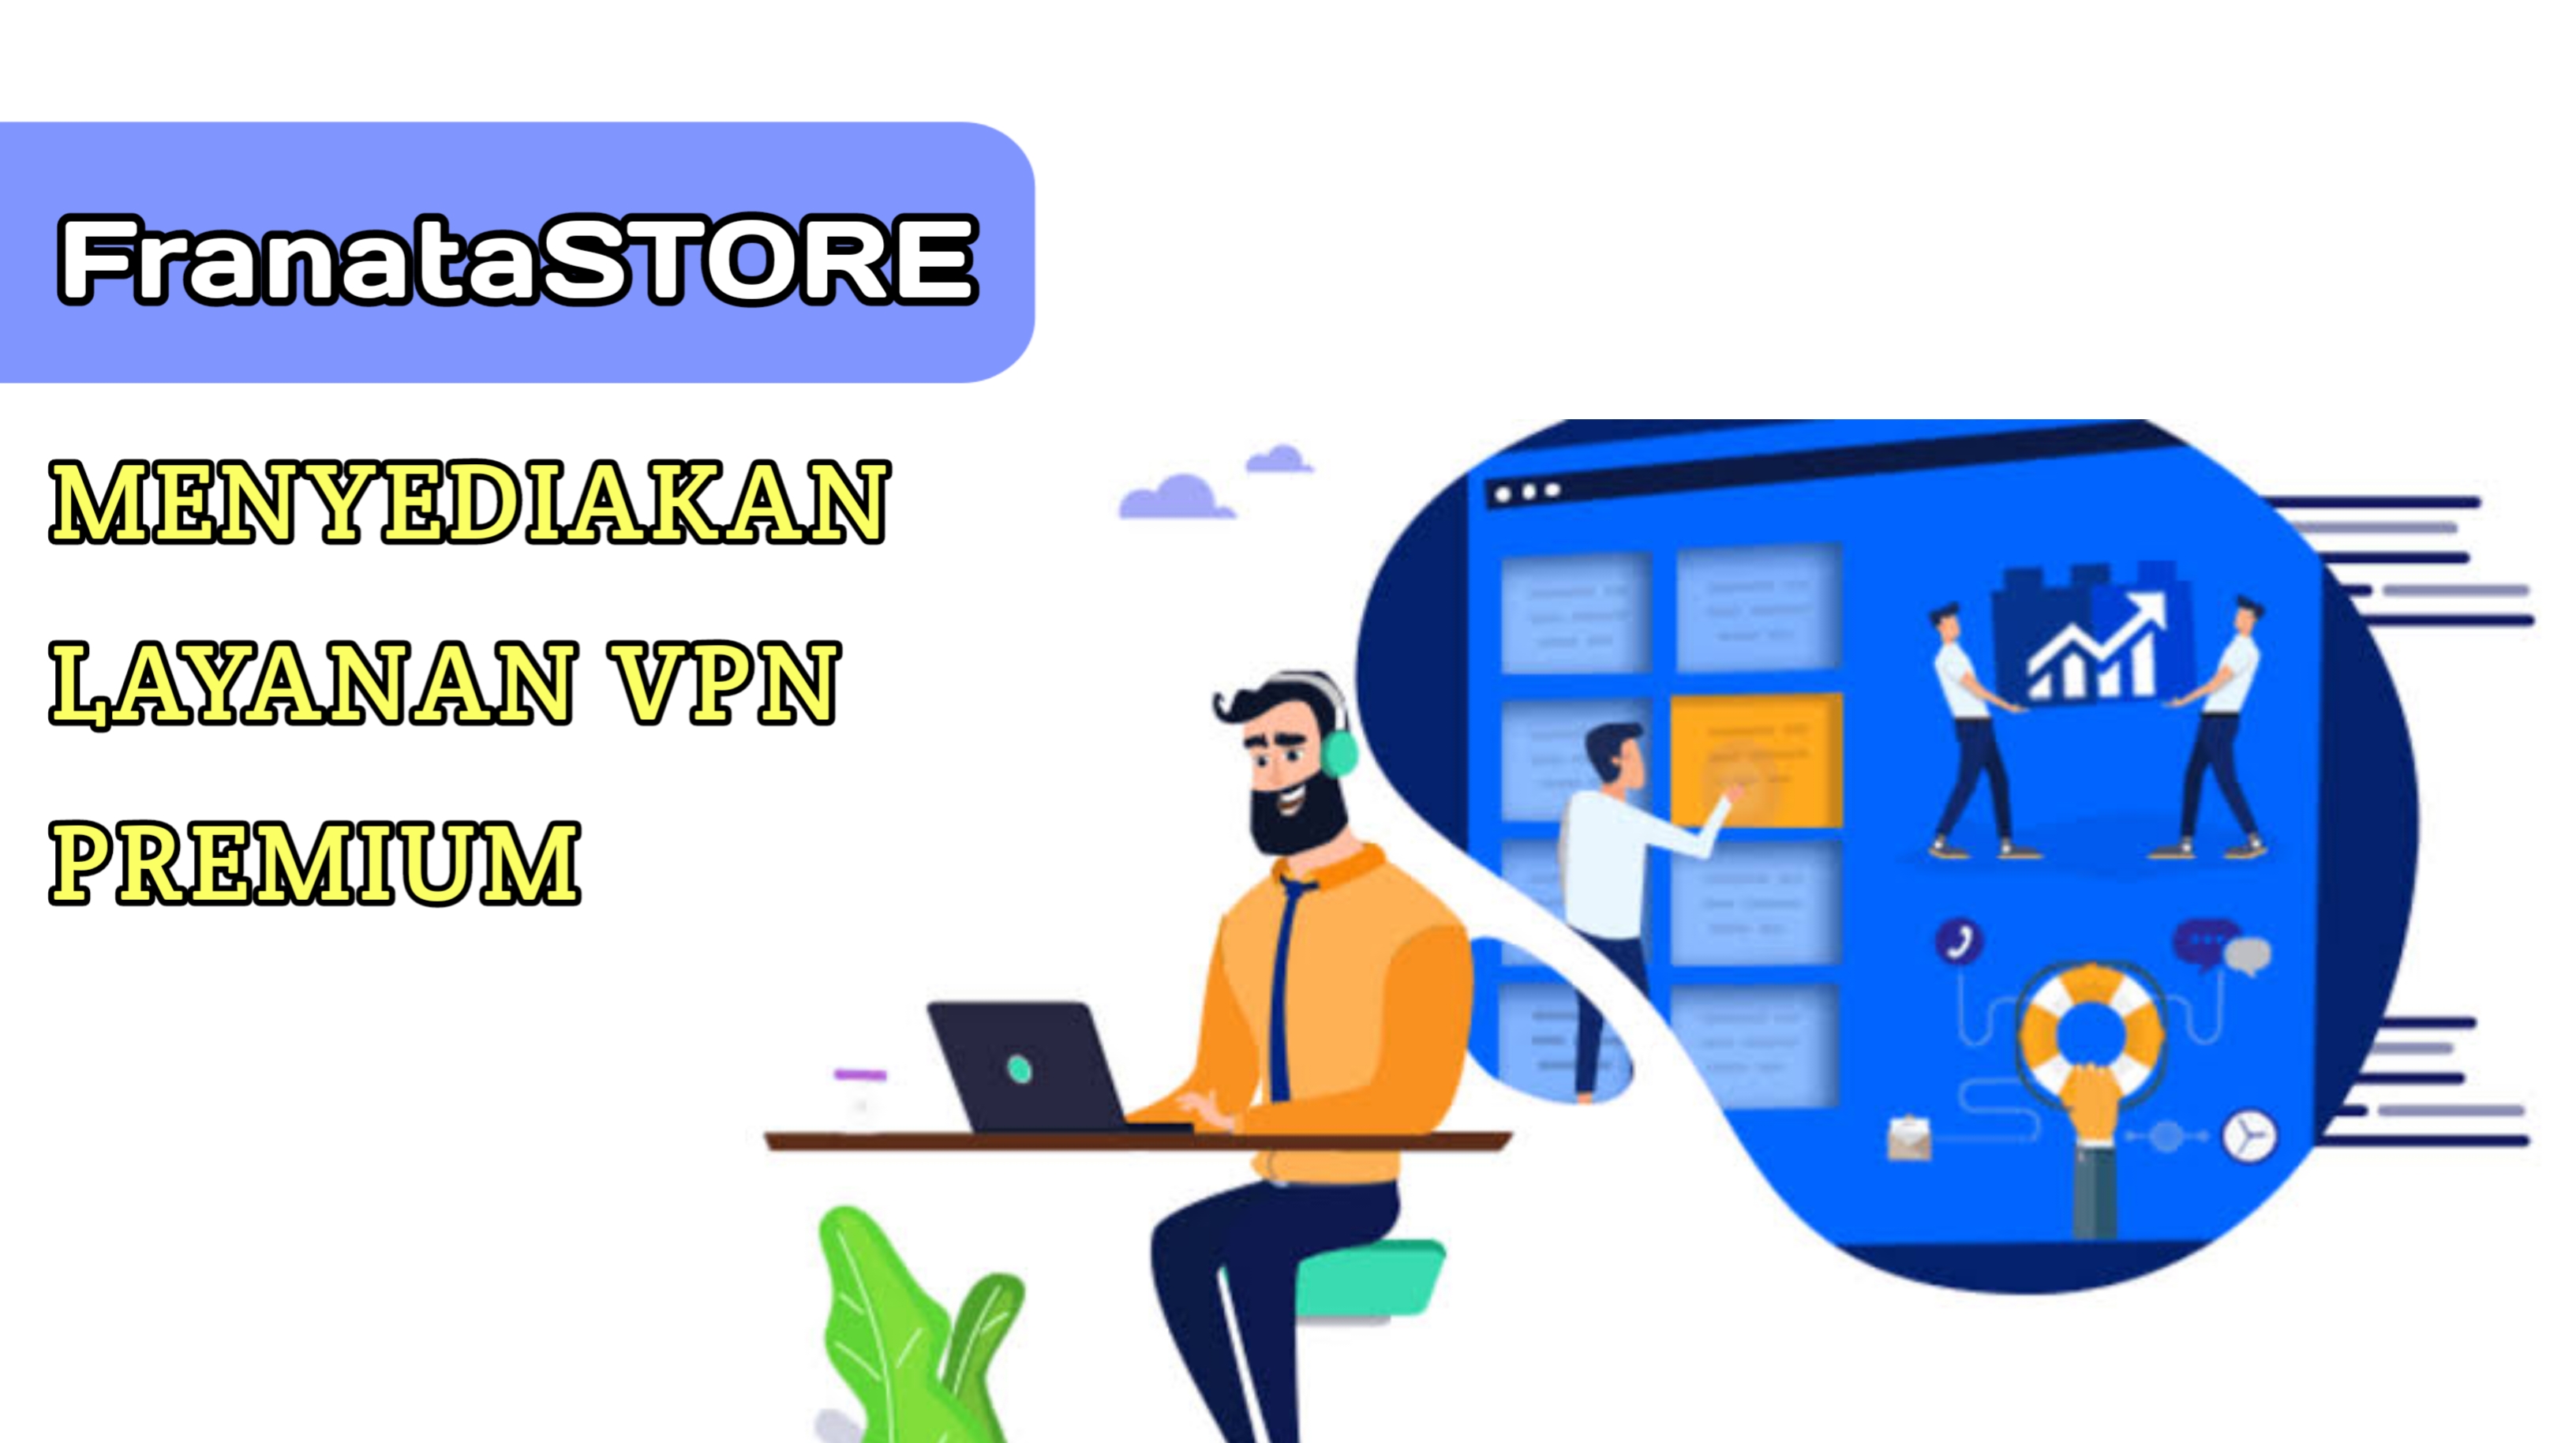 FranataSTORE
MENYEDIAKAN
LAYANAN VPN
PREMIUM